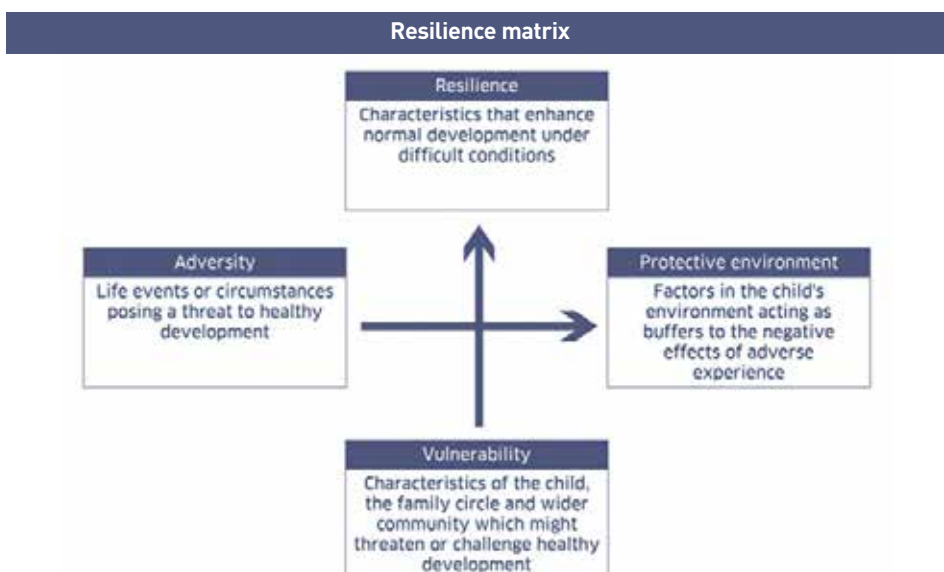 Resilience matrix
Resilience
Characteristics that enhance
normal development under
difficult conditions
Adversity
Life events or circumstances
posing a threat to healthy
development
Protective environment
Factors in the child's
environment acting as
buffers to the negative
effects of adverse
experience
Vulnerability
Characteristics of the child,
the family circle and wider
community which might
threaten or challenge healthy
development